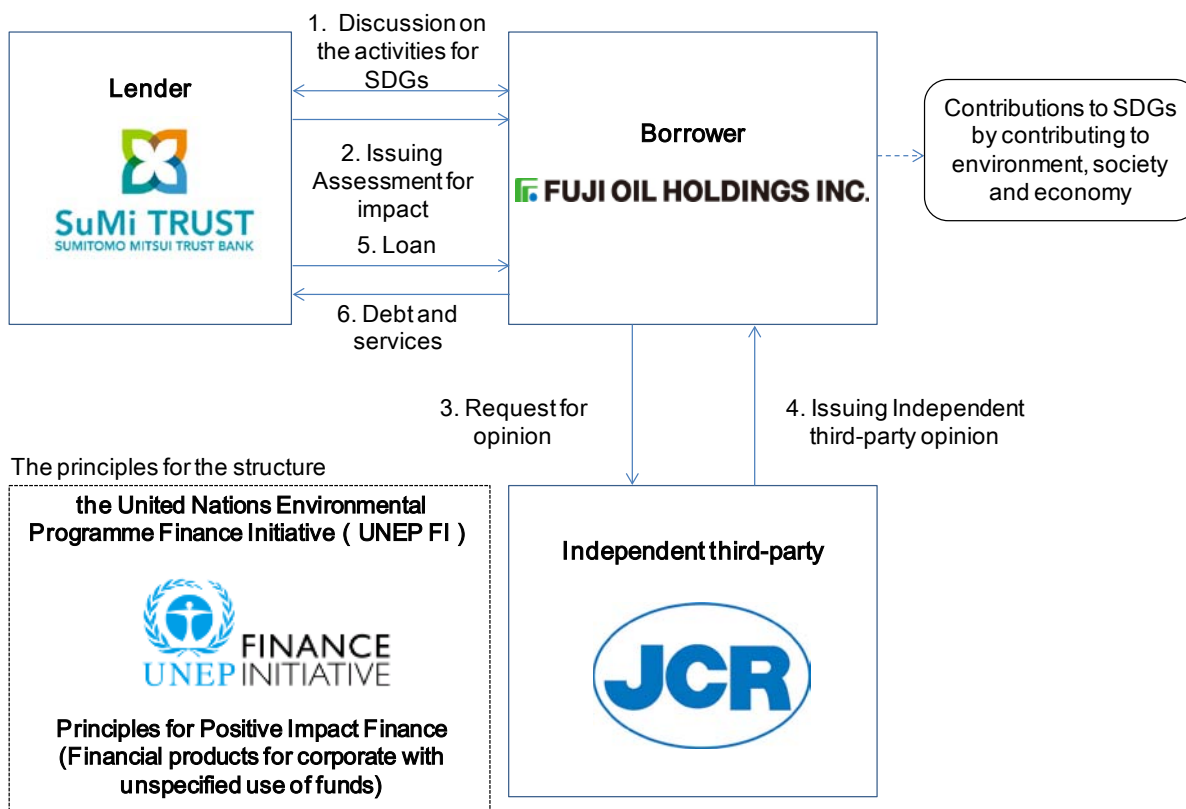 1. Discussion on
the activities for
SDGs
Lender
SuMi TRUST
SUMITOMO MITSUI TRUST BANK
2. Issuing
Assessment for
impact
5. Loan
6. Debt and
services
Borrower
FUJI OIL HOLDINGS INC.
Contributions to SDGs
by contributing to
environment, society
and economy
3. Request for
opinion
4. Issuing Independent
third-party opinion
The principles for the structure
the United Nations Environmental
Programme Finance Initiative ( UNEP FI )
FINANCE
UNEP INITIATIVE
Principles for Positive Impact Finance
(Financial products for corporate with
unspecified use of funds)
Independent third-party
JCR